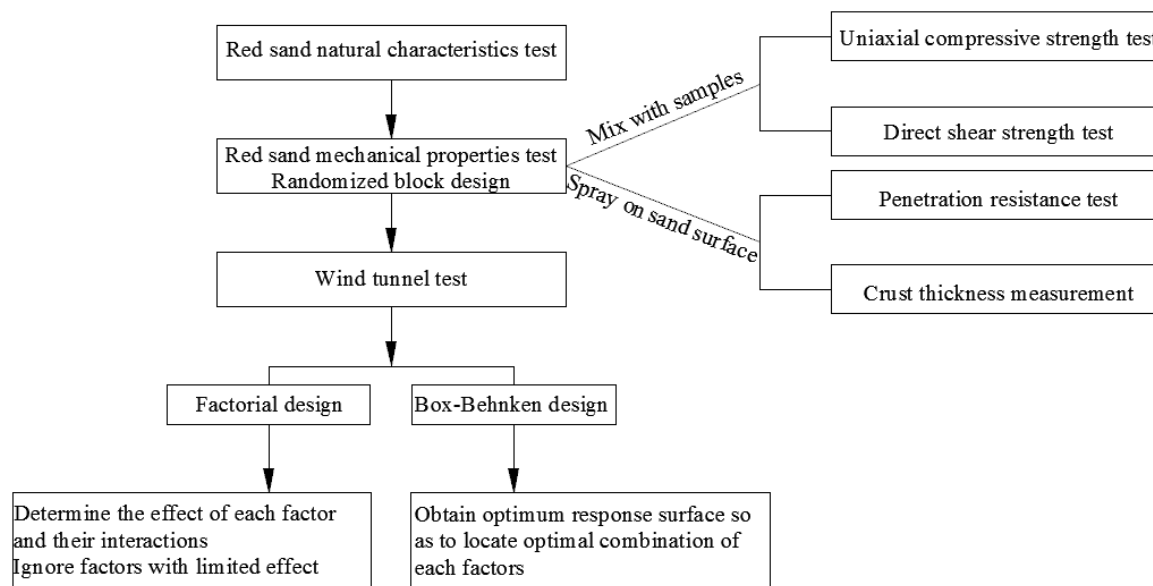 Red sand natural characteristics test
Red sand mechanical properties test
Randomized block design
Wind tunnel test
Mix with samples
Spray on sand surface
Uniaxial compressive strength test
Direct shear strength test
Penetration resistance test
Crust thickness measurement
Factorial design
Box-Behnken design
Determine the effect of each factor
and their interactions
Ignore factors with limited effect
Obtain optimum response surface so
as to locate optimal combination of
each factors